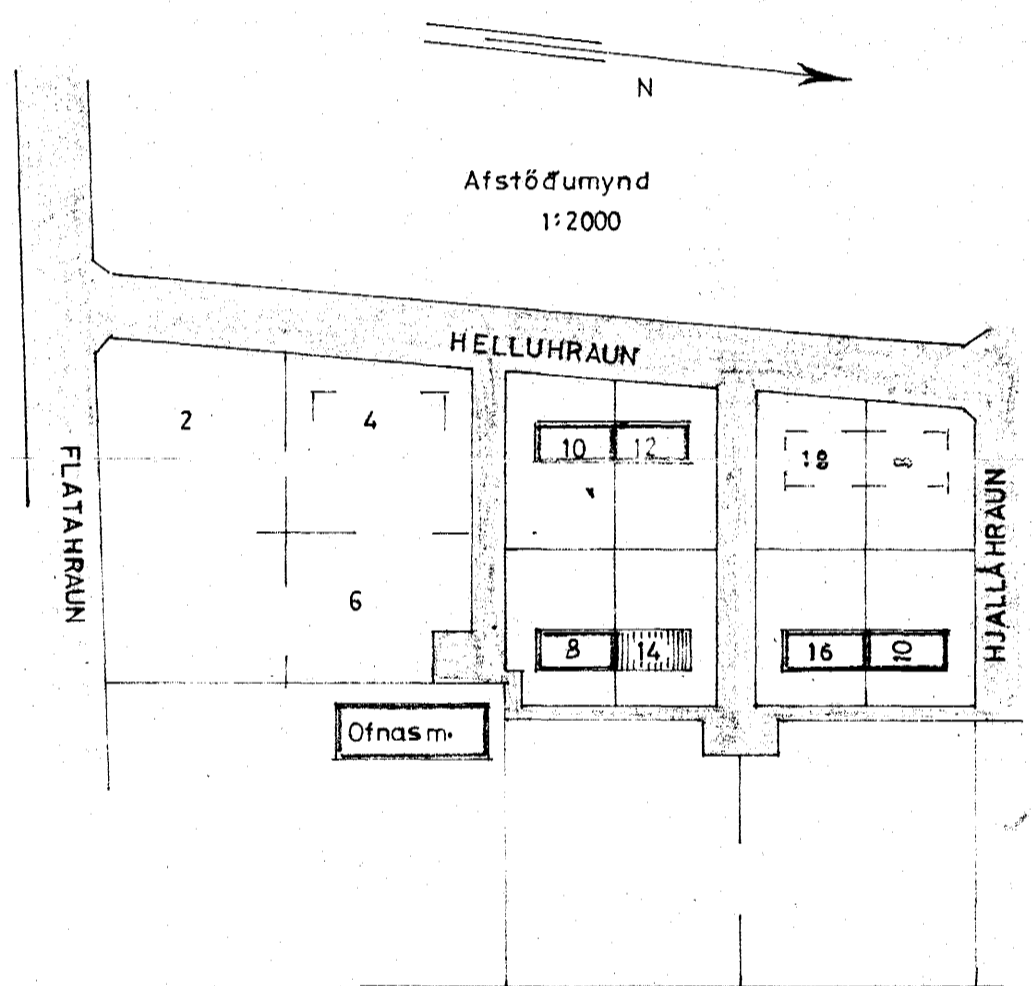 N
Afstöðumynd
1:2000
HELLUHRAUN
FLATAHRAUN
HJALLAHRAUN
2
4
10
12
18
8
6
8
14
16
10
Ofnasm.